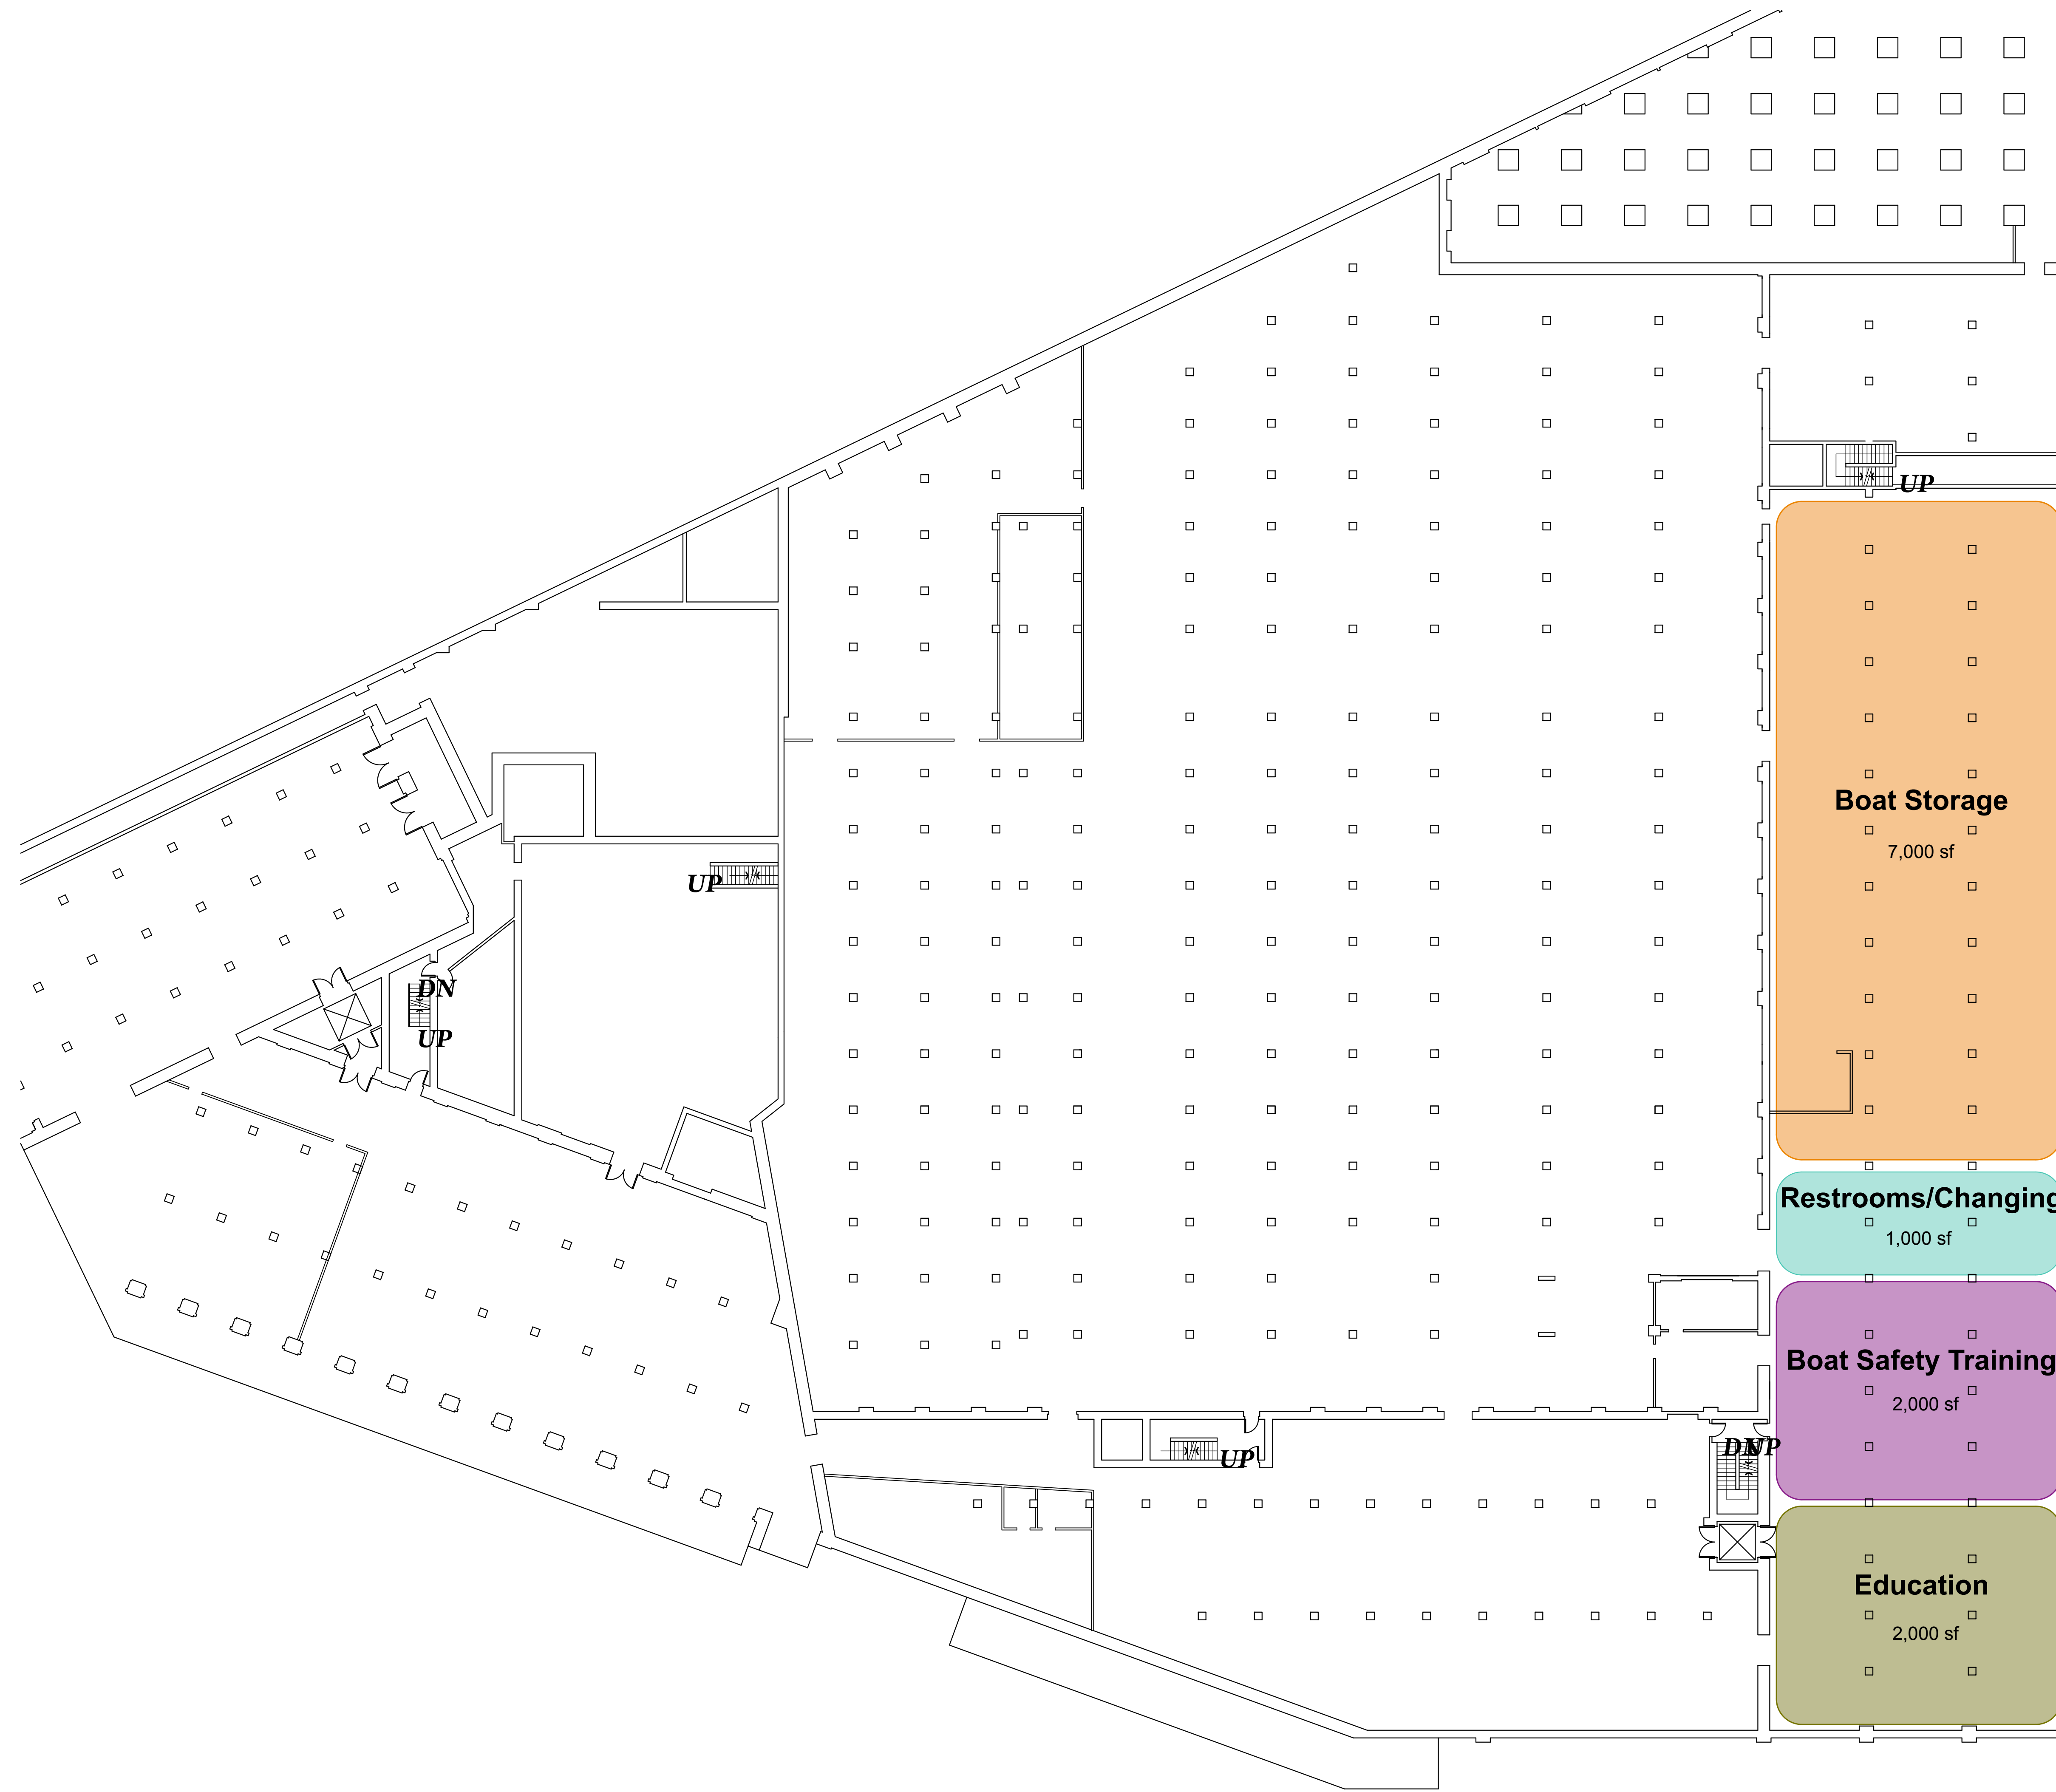 UP
Boat Storage
7,000 sf
UP
DN
UP
Restrooms/Changing
1,000 sf
Boat Safety Training
2,000 sf
UP
DN
UP
Education
2,000 sf